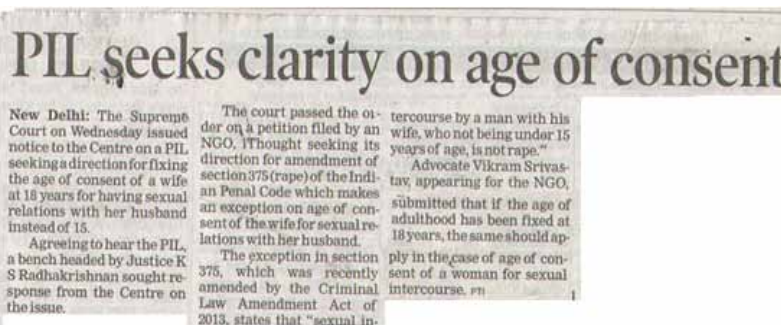 PIL seeks clarity on age of consent
New Delhi: The Supreme
Court on Wednesday issued
notice to the Centre on a PIL
seeking a direction for fixing
the age of consent of a wife
at 18 years for having sexual
relations with her husband
instead of 15.
Agreeing to hear the PIL,
a bench headed by Justice K
S Radhakrishnan sought re-
sponse from the Centre on
the issue.
The court passed the or-
der on a petition filed by an
NGO, iThought seeking its
direction for amendment of
section 375 (rape) of the Indi-
an Penal Code which makes
an exception on age of con-
sent of the wife for sexual re-
lations with her husband.
The exception in section
375, which was recently
amended by the Criminal
Law Amendment Act of
2013, states that "sexual in-
tercourse by a man with his
wife, who not being under 15
years of age, is not rape."
Advocate Vikram Srivas-
tav, appearing for the NGO,
submitted that if the age of
adulthood has been fixed at
18 years, the same should ap-
ply in the case of age of con-
sent of a woman for sexual
intercourse. PTI